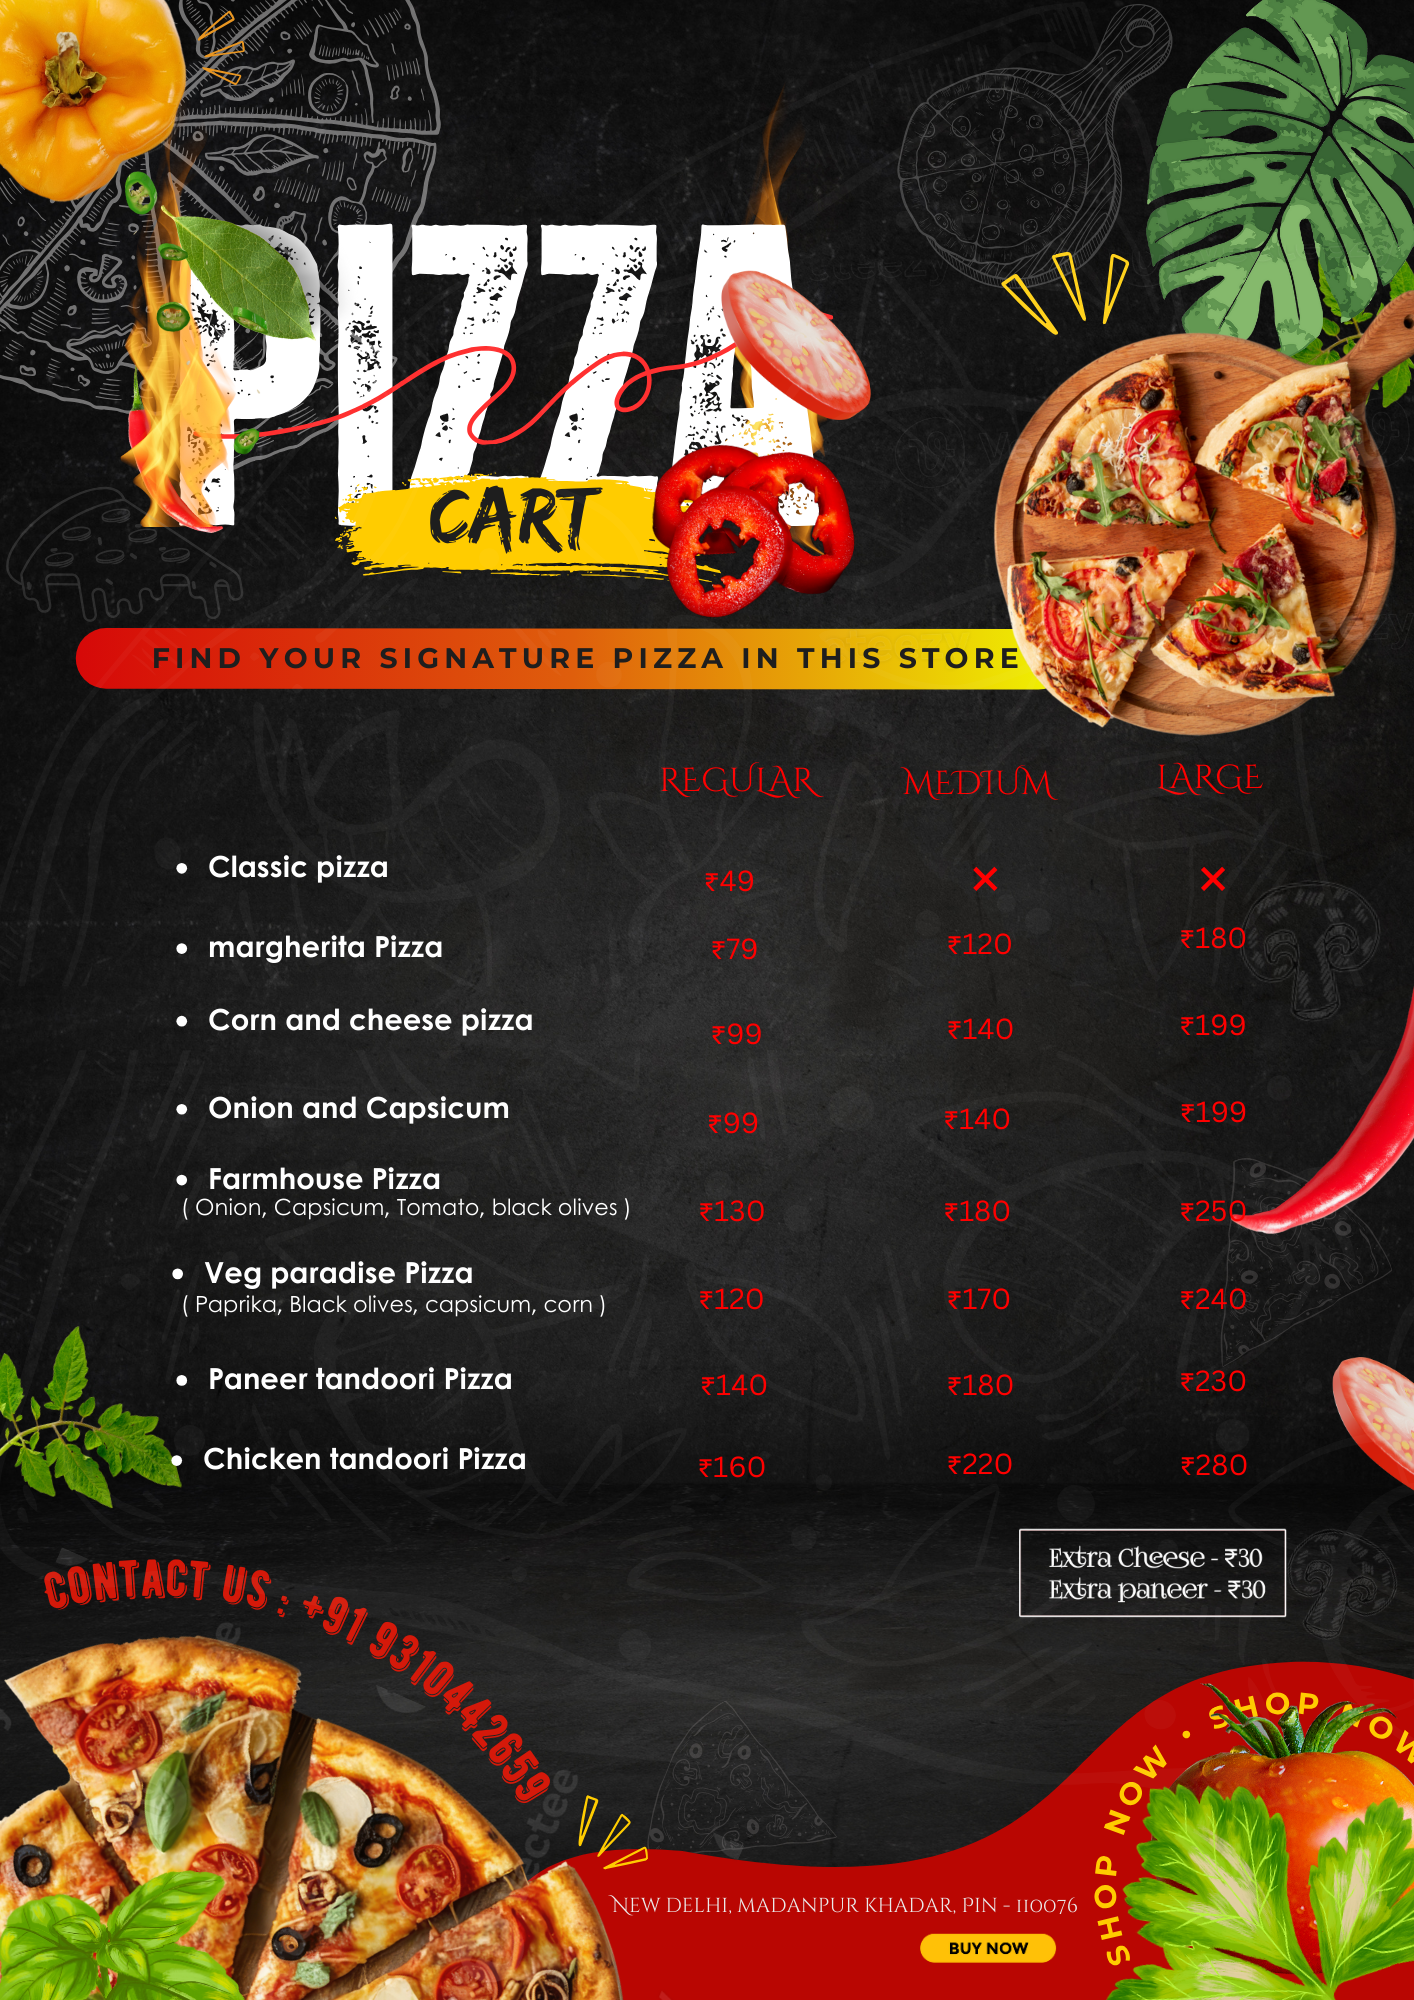 PIZZA
CART
FIND YOUR SIGNATURE PIZZA IN THIS STORE
REGULAR MEDIUM LARGE
• Classic pizza ₹49 ✕ ✕
• margherita Pizza ₹79 ₹120 ₹180
• Corn and cheese pizza ₹99 ₹140 ₹199
• Onion and Capsicum ₹99 ₹140 ₹199
• Farmhouse Pizza
( Onion, Capsicum, Tomato, black olives ) ₹130 ₹180 ₹250
• Veg paradise Pizza
( Paprika, Black olives, capsicum, corn ) ₹120 ₹170 ₹240
• Paneer tandoori Pizza ₹140 ₹180 ₹230
• Chicken tandoori Pizza ₹160 ₹220 ₹280
Extra Cheese - ₹30
Extra paneer - ₹30
CONTACT US : +91 9310442659
SHOP NOW • SHOP NOW
NEW DELHI, MADANPUR KHADAR, PIN - 110076
BUY NOW